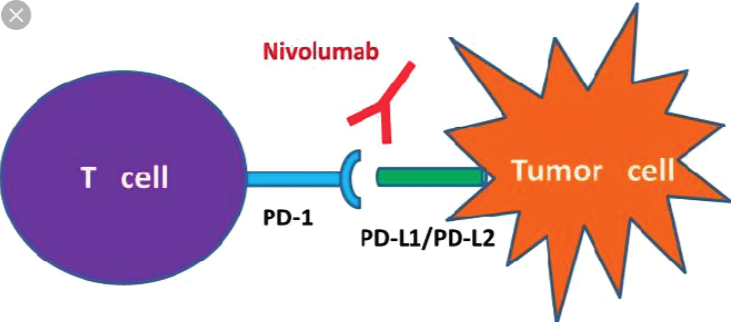 Nivolumab
T cell
Tumor cell
PD-1
PD-L1/PD-L2